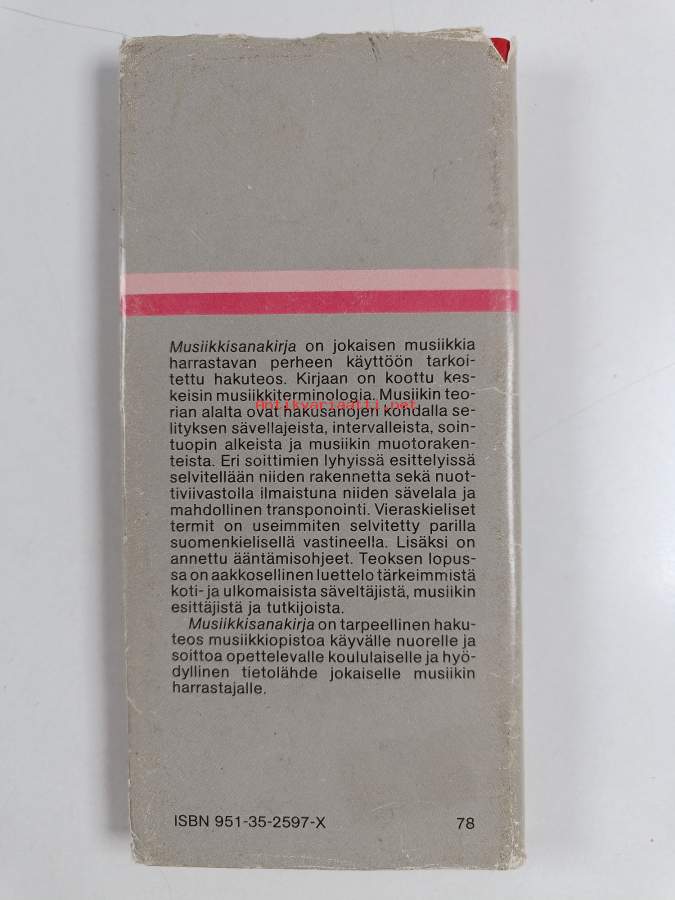 Musiikkisanakirja on jokaisen musiikkia
harrastavan perheen käyttöön tarkoi-
tettu hakuteos. Kirjaan on koottu kes-
keisin musiikkiterminologia. Musiikin teo-
rian alalta ovat hakusanojen kohdalla se-
Antikvariaatti.net
lityksen sävellajeista, intervalleista, soin-
tuopin alkeista ja musiikin muotoraken-
teista. Eri soittimien lyhyissä esittelyissä
selvitellään niiden rakennetta sekä nuot-
tiviivastolla ilmaistuna niiden sävelala ja
mahdollinen transponointi. Vieraskieliset
termit on useimmiten selvitetty parilla
suomenkielisellä vastineella. Lisäksi on
annettu ääntämisohjeet. Teoksen lopus-
sa on aakkosellinen luettelo tärkeimmistä
koti- ja ulkomaisista säveltäjistä, musiikin
esittäjistä ja tutkijoista.
Musiikkisanakirja on tarpeellinen haku-
teos musiikkiopistoa käyvälle nuorelle ja
soittoa opettelevalle koululaiselle ja hyö-
dyllinen tietolähde jokaiselle musiikin
harrastajalle.
ISBN 951-35-2597-X
78